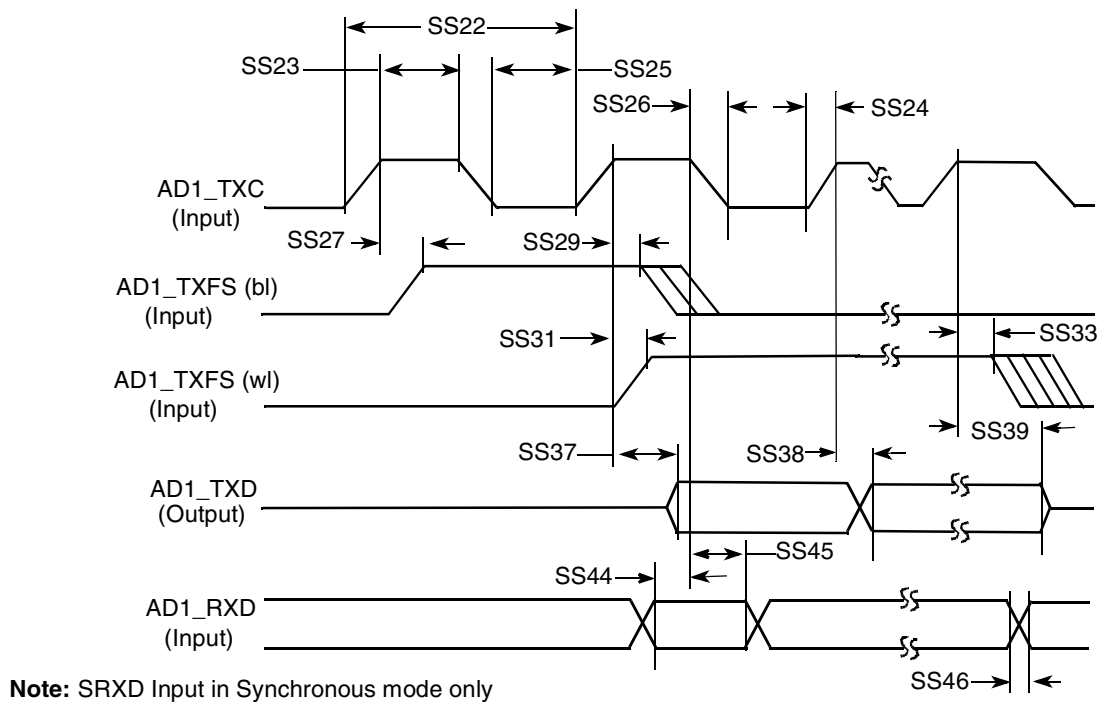 SS22
SS23
SS25
SS26
SS24
AD1_TXC
(Input)
SS27
SS29
AD1_TXFS (bl)
(Input)
SS31
SS33
AD1_TXFS (wl)
(Input)
SS39
SS37
SS38
AD1_TXD
(Output)
SS45
SS44
AD1_RXD
(Input)
SS46
Note: SRXD Input in Synchronous mode only